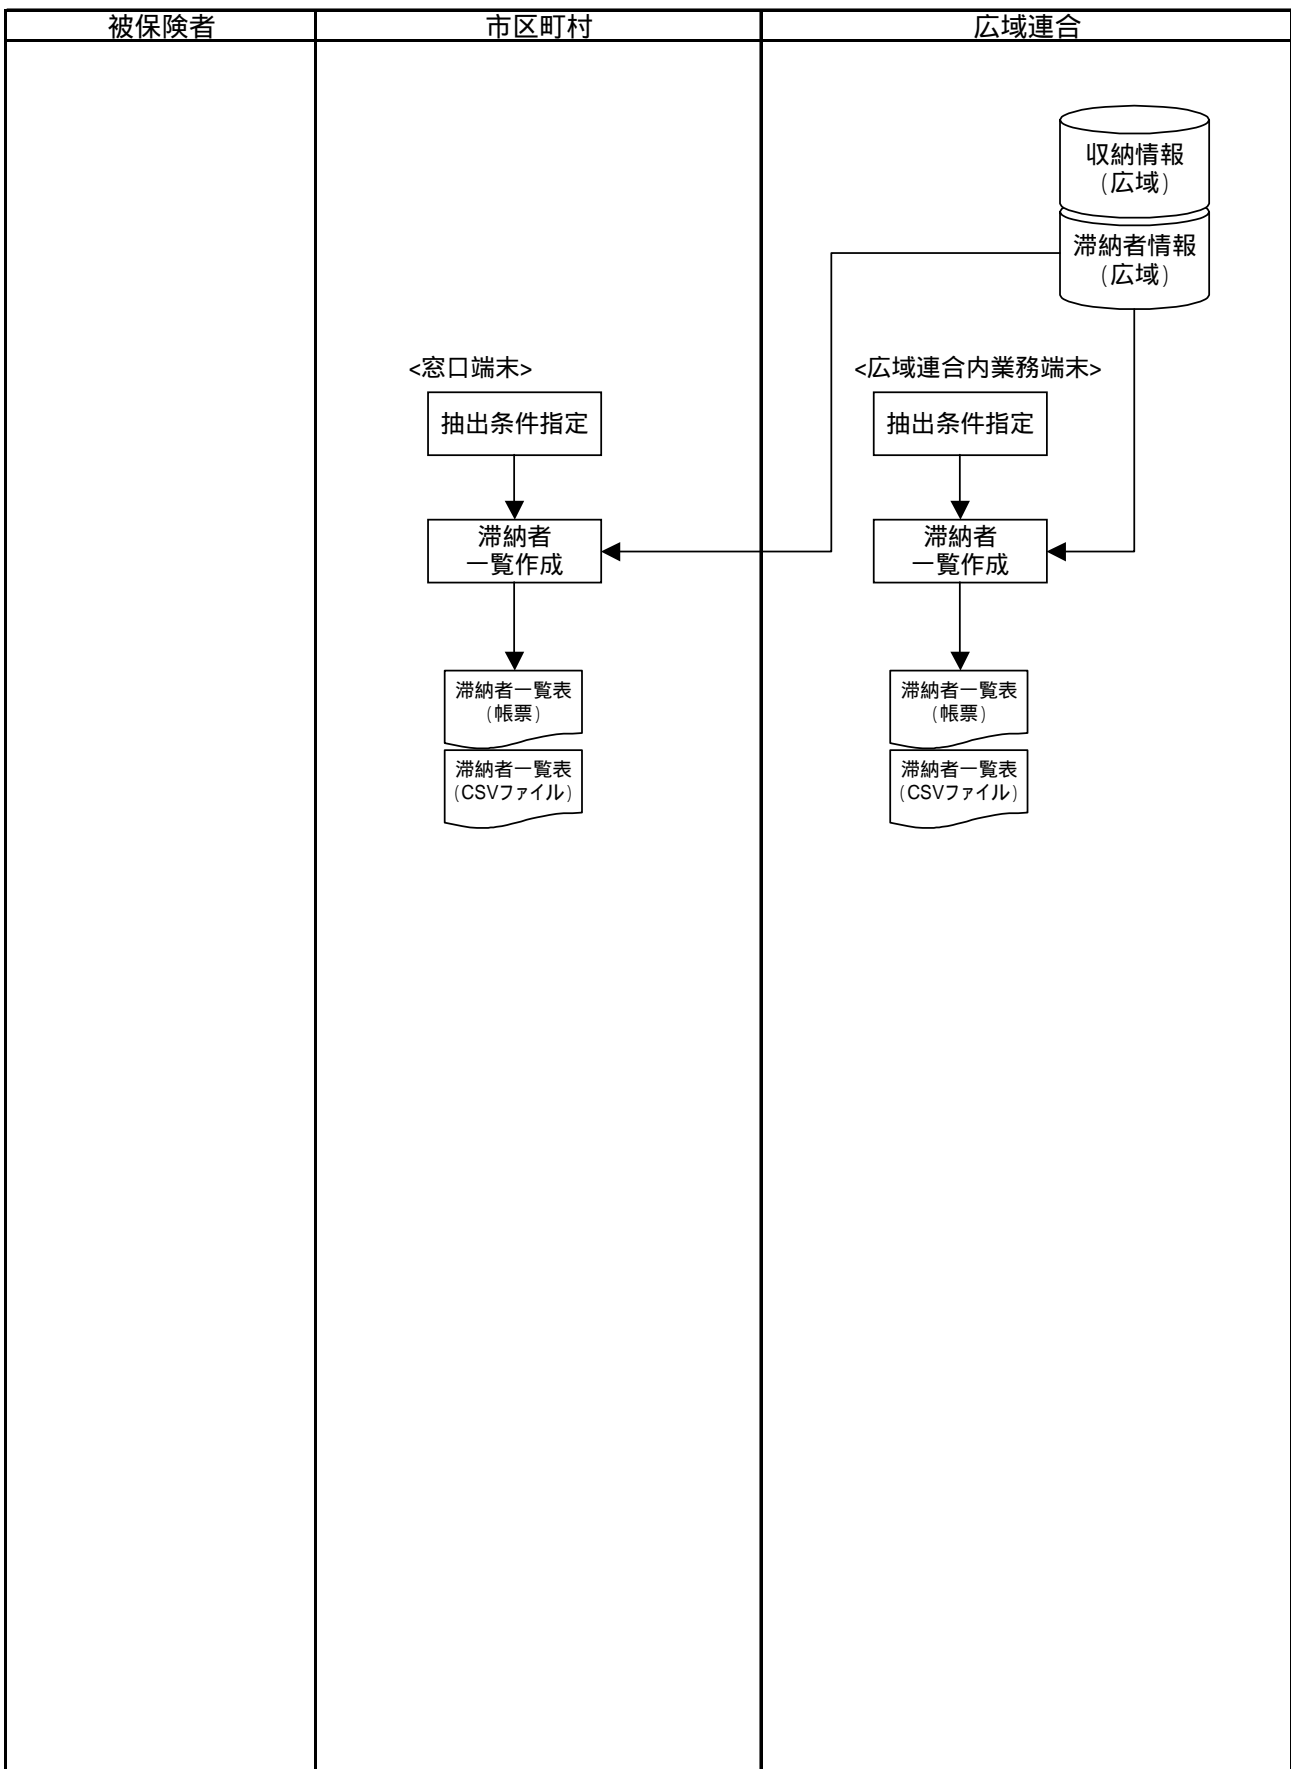 被保険者
市区町村
広域連合
収納情報
(広域)
滞納者情報
(広域)
<窓口端末>
<広域連合内業務端末>
抽出条件指定
抽出条件指定
滞納者
一覧作成
滞納者
一覧作成
滞納者一覧表
(帳票)
滞納者一覧表
(帳票)
滞納者一覧表
(CSVファイル)
滞納者一覧表
(CSVファイル)